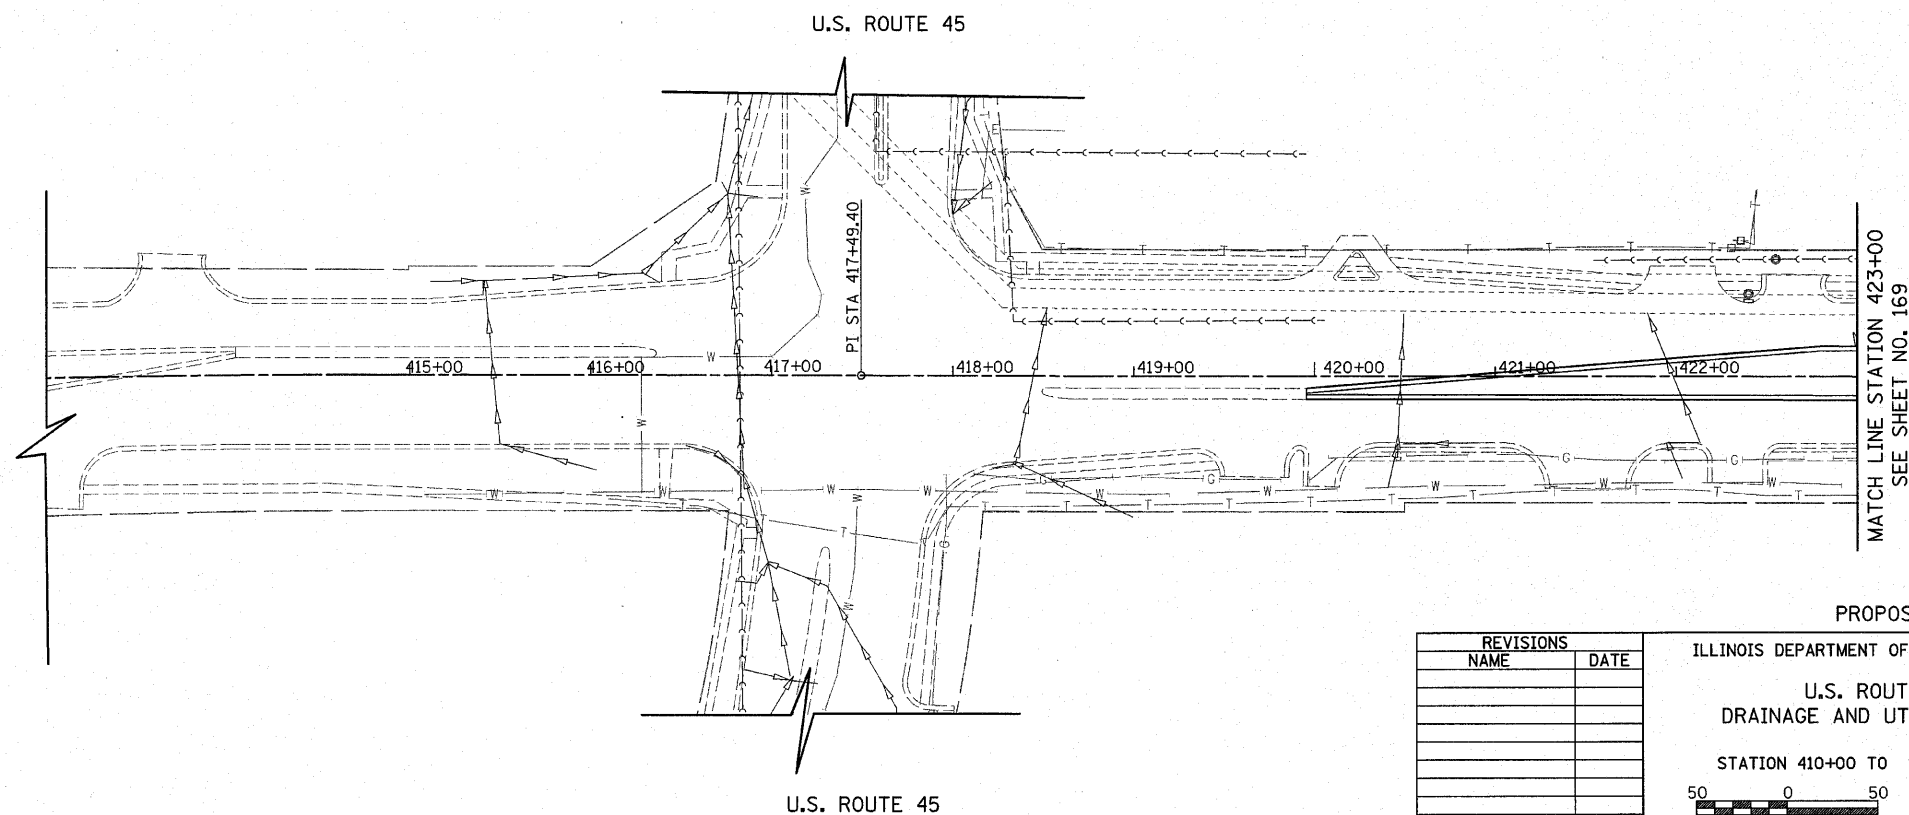 U.S. ROUTE 45
E
W
PI STA 417+49.40
T T T T T T T T T
MATCH LINE STATION 423+00
SEE SHEET NO. 169
W
415+00 416+00 417+00 418+00 419+00 420+00 421+00 422+00
W
G G G G
W W W W W W W W W
T T T T T T T T T T T
G
W
U.S. ROUTE 45
PROPOS
REVISIONS
NAME DATE
ILLINOIS DEPARTMENT OF
U.S. ROUT
DRAINAGE AND UT
STATION 410+00 TO
50 0 50